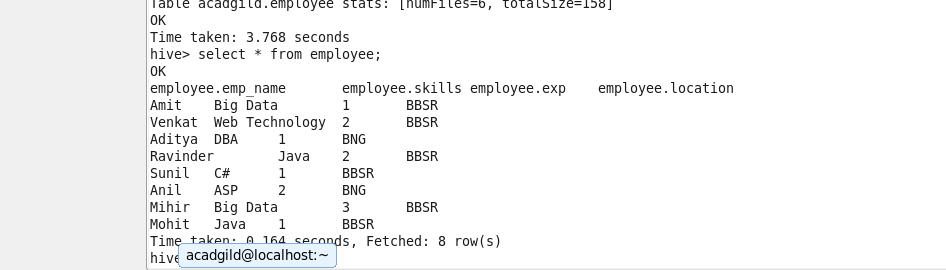 Table acadgild.employee stats: [numFiles=6, totalSize=158]
OK
Time taken: 3.768 seconds
hive> select * from employee;
OK
employee.emp_name employee.skills employee.exp employee.location
Amit Big Data 1 BBSR
Venkat Web Technology 2 BBSR
Aditya DBA 1 BNG
Ravinder Java 2 BBSR
Sunil C# 1 BBSR
Anil ASP 2 BNG
Mihir Big Data 3 BBSR
Mohit Java 1 BBSR
Time taken: 0.164 seconds, Fetched: 8 row(s)
hive
acadgild@localhost:~